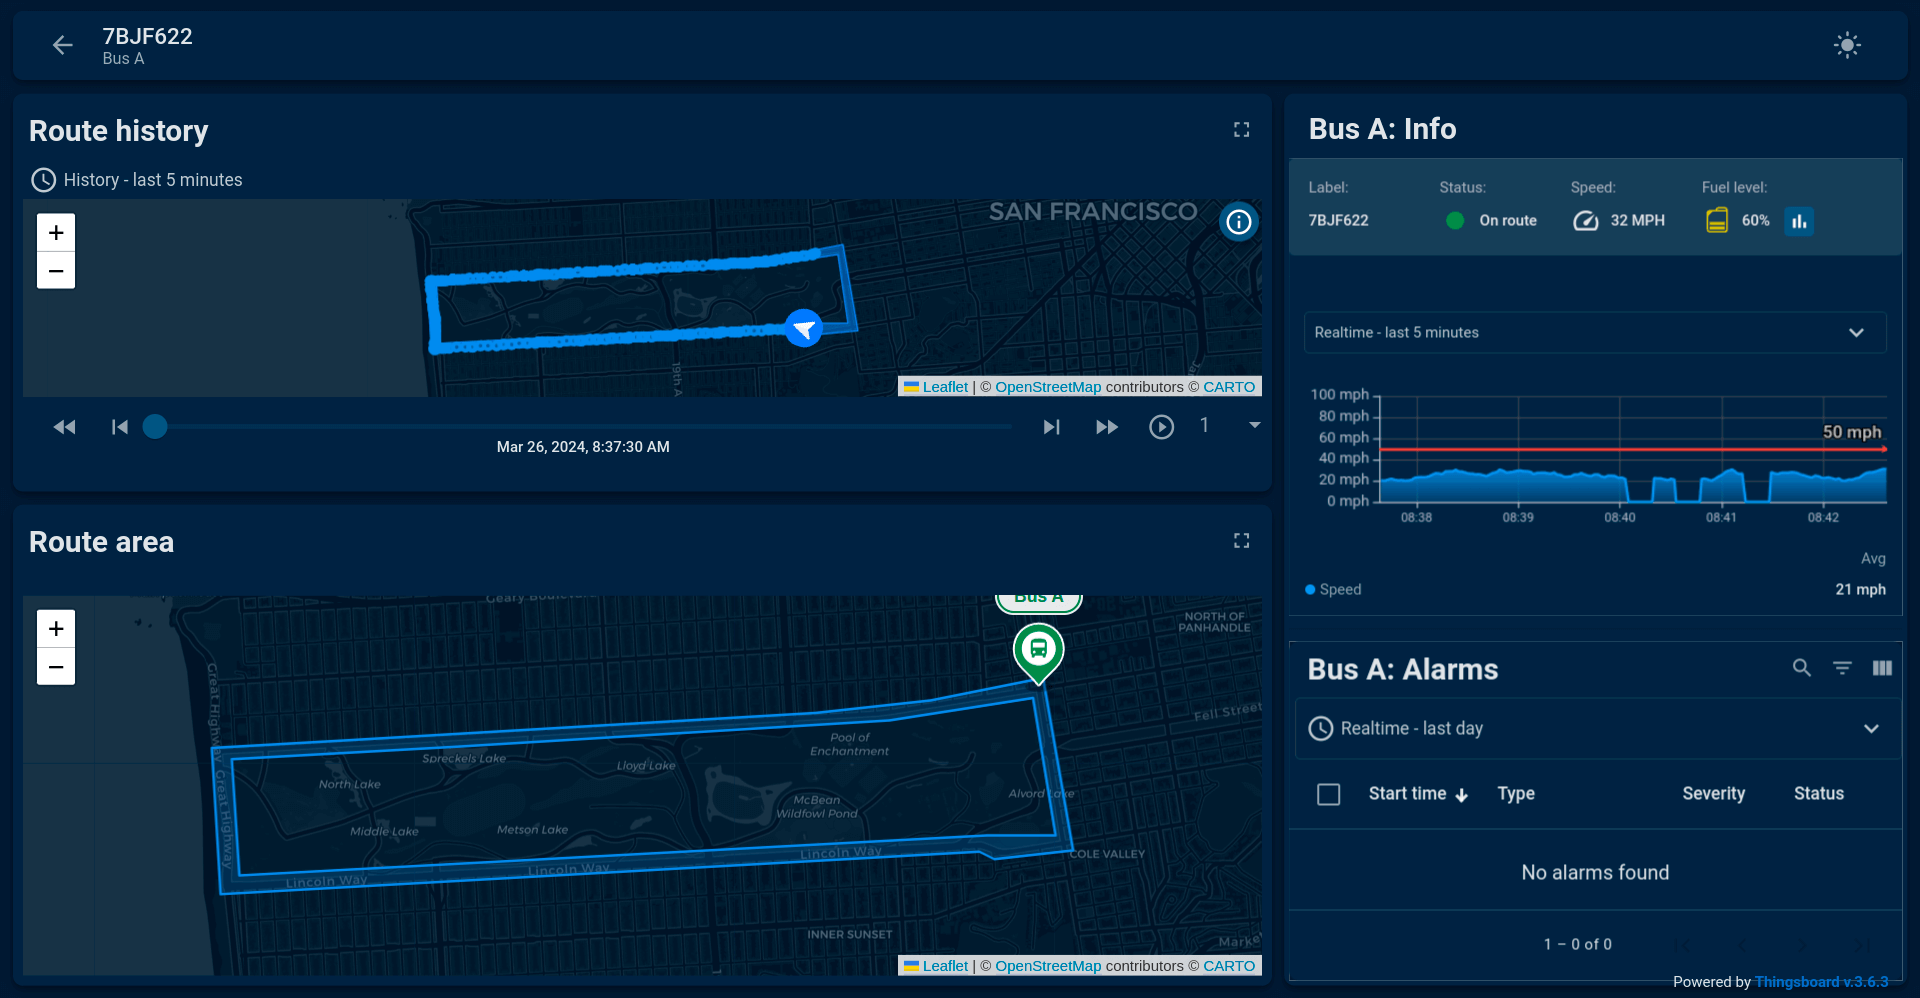 7BJF622
Bus A
Route history
History - last 5 minutes
+
−
SAN FRANCISCO
19th A
Leaflet | © OpenStreetMap contributors © CARTO
1
Mar 26, 2024, 8:37:30 AM
Route area
+
−
Geary Boulevard
Bus A
NORTH OF
PANHANDLE
Great Highway
Great Highway
Fell Street
Pool of
Enchantment
Spreckels Lake
Lloyd Lake
North Lake
McBean
Wildfowl Pond
Alvord Lake
Middle Lake
Metson Lake
Lincoln Way
Lincoln Way
Lincoln Way
COLE VALLEY
INNER SUNSET
Marke
Leaflet | © OpenStreetMap contributors © CARTO
Bus A: Info
Label: Status: Speed: Fuel level:
7BJF622 On route 32 MPH 60%
Realtime - last 5 minutes
100 mph
80 mph
60 mph
40 mph
20 mph
0 mph
50 mph
08:38 08:39 08:40 08:41 08:42
Avg
Speed 21 mph
Bus A: Alarms
Realtime - last day
Start time Type Severity Status
No alarms found
1 – 0 of 0
Powered by Thingsboard v.3.6.3